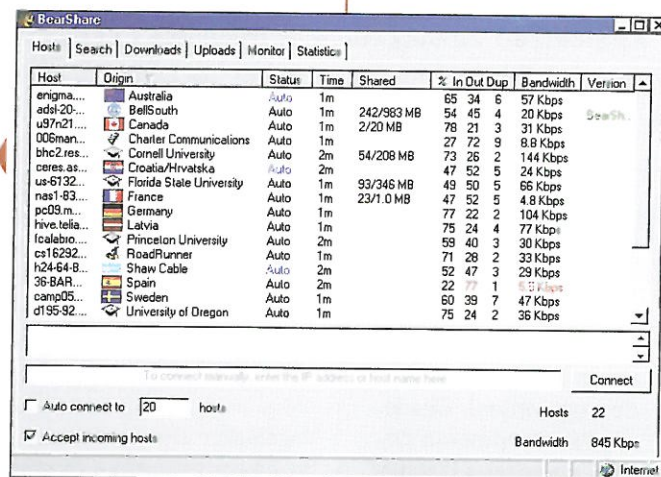 BearShare
Hosts Search Downloads Uploads Monitor Statistics
Host Origin Status Time Shared % In Out Dup Bandwidth Version
enigma.... Australia Auto 1m 65 34 6 57 Kbps
adsl-20-... BellSouth Auto 1m 242/983 MB 54 45 4 20 Kbps BearSh...
u97n21.... Canada Auto 1m 2/20 MB 78 21 3 31 Kbps
006man... Charter Communications Auto 1m 27 72 9 8.8 Kbps
bhc2.res... Cornell University Auto 2m 54/208 MB 73 26 2 144 Kbps
ceres.as... Croatia/Hrvatska Auto 2m 47 52 5 24 Kbps
us-6132... Florida State University Auto 1m 93/346 MB 49 50 5 66 Kbps
nas1-83.... France Auto 1m 23/1.0 MB 47 52 5 4.8 Kbps
pc09.m... Germany Auto 1m 77 22 2 104 Kbps
hive.telia... Latvia Auto 1m 75 24 4 77 Kbps
fcalabro.... Princeton University Auto 2m 59 40 3 30 Kbps
cs16292... RoadRunner Auto 1m 71 28 2 33 Kbps
h24-64-B... Shaw Cable Auto 2m 52 47 3 29 Kbps
36-BAR... Spain Auto 2m 22 77 1 Kbps
camp05... Sweden Auto 1m 60 39 7 47 Kbps
d195-92... University of Oregon Auto 1m 75 24 2 36 Kbps
To connect manually, enter the IP address or host name here
Connect
Auto connect to 20 hosts
Hosts 22
Accept incoming hosts
Bandwidth 845 Kbps
Internet